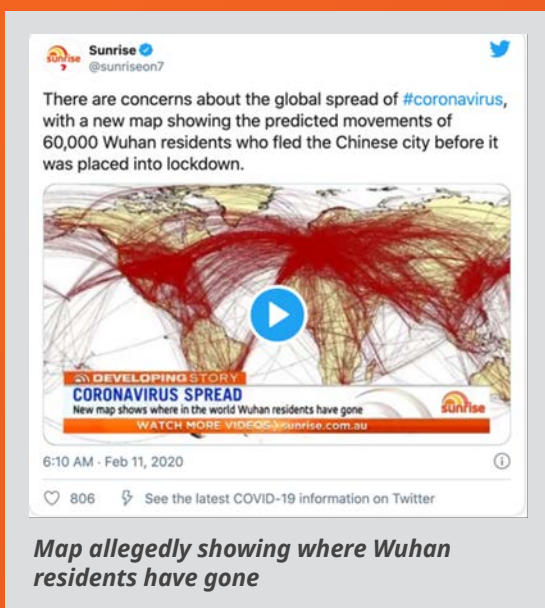 Sunrise
@sunriseon7
sunrise
7
There are concerns about the global spread of #coronavirus,
with a new map showing the predicted movements of
60,000 Wuhan residents who fled the Chinese city before it
was placed into lockdown.
DEVELOPING STORY
CORONAVIRUS SPREAD
New map shows where in the world Wuhan residents have gone
sunrise
WATCH MORE VIDEOS sunrise.com.au
6:10 AM · Feb 11, 2020
806 See the latest COVID-19 information on Twitter
Map allegedly showing where Wuhan
residents have gone